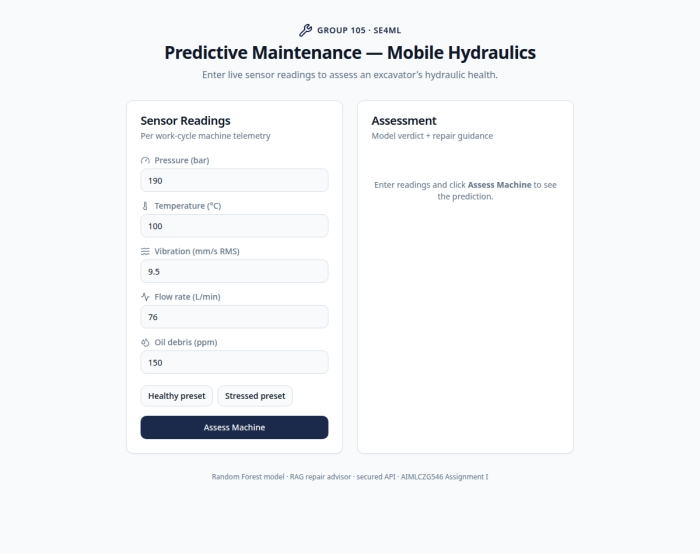 GROUP 105 · SE4ML
Predictive Maintenance — Mobile Hydraulics
Enter live sensor readings to assess an excavator's hydraulic health.
Sensor Readings
Per work-cycle machine telemetry
Pressure (bar)
190
Temperature (°C)
100
Vibration (mm/s RMS)
9.5
Flow rate (L/min)
76
Oil debris (ppm)
150
Healthy preset
Stressed preset
Assess Machine
Assessment
Model verdict + repair guidance
Enter readings and click Assess Machine to see
the prediction.
Random Forest model · RAG repair advisor · secured API · AIMLCZG546 Assignment I